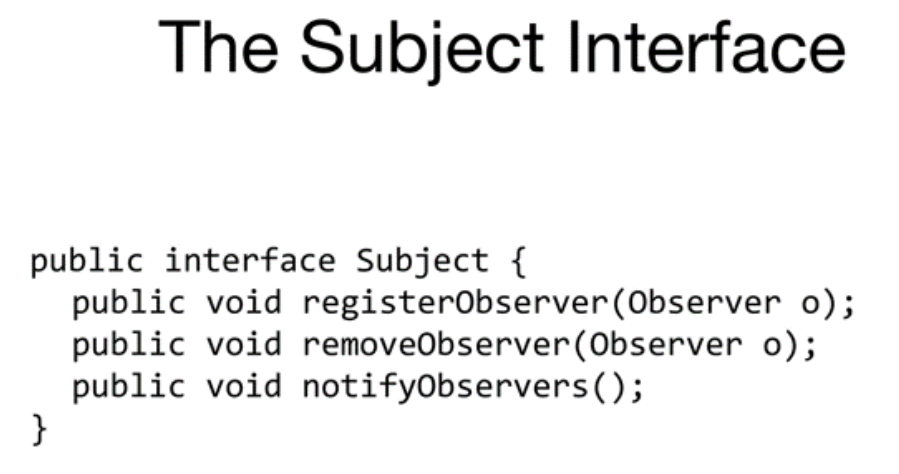 The Subject Interface
public interface Subject {
public void registerObserver(Observer o);
public void removeObserver(Observer o);
public void notifyObservers();
}